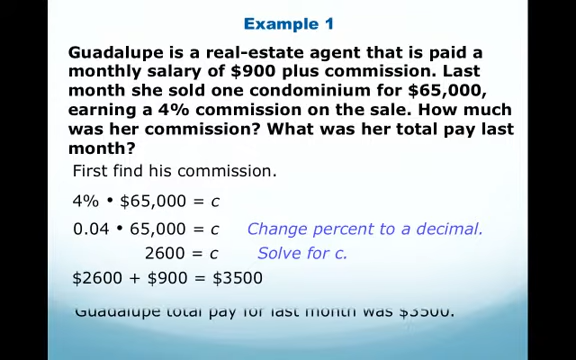 Example 1
Guadalupe is a real-estate agent that is paid a
monthly salary of $900 plus commission. Last
month she sold one condominium for $65,000,
earning a 4% commission on the sale. How much
was her commission? What was her total pay last
month?
First find his commission.
4% • $65,000 = c
0.04 • 65,000 = c Change percent to a decimal.
2600 = c Solve for c.
$2600 + $900 = $3500
Guadalupe total pay for last month was $3500.